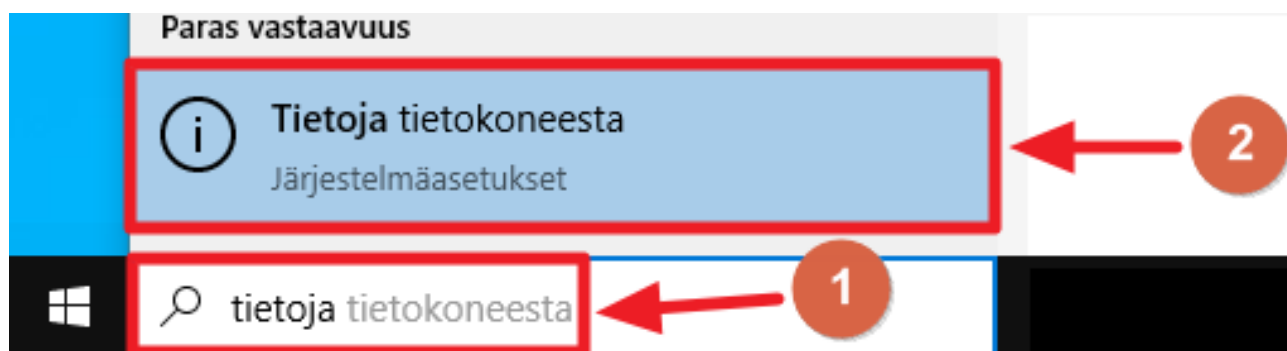 Paras vastaavuus
Tietoja tietokoneesta
Järjestelmäasetukset
2
tietoja tietokoneesta
1